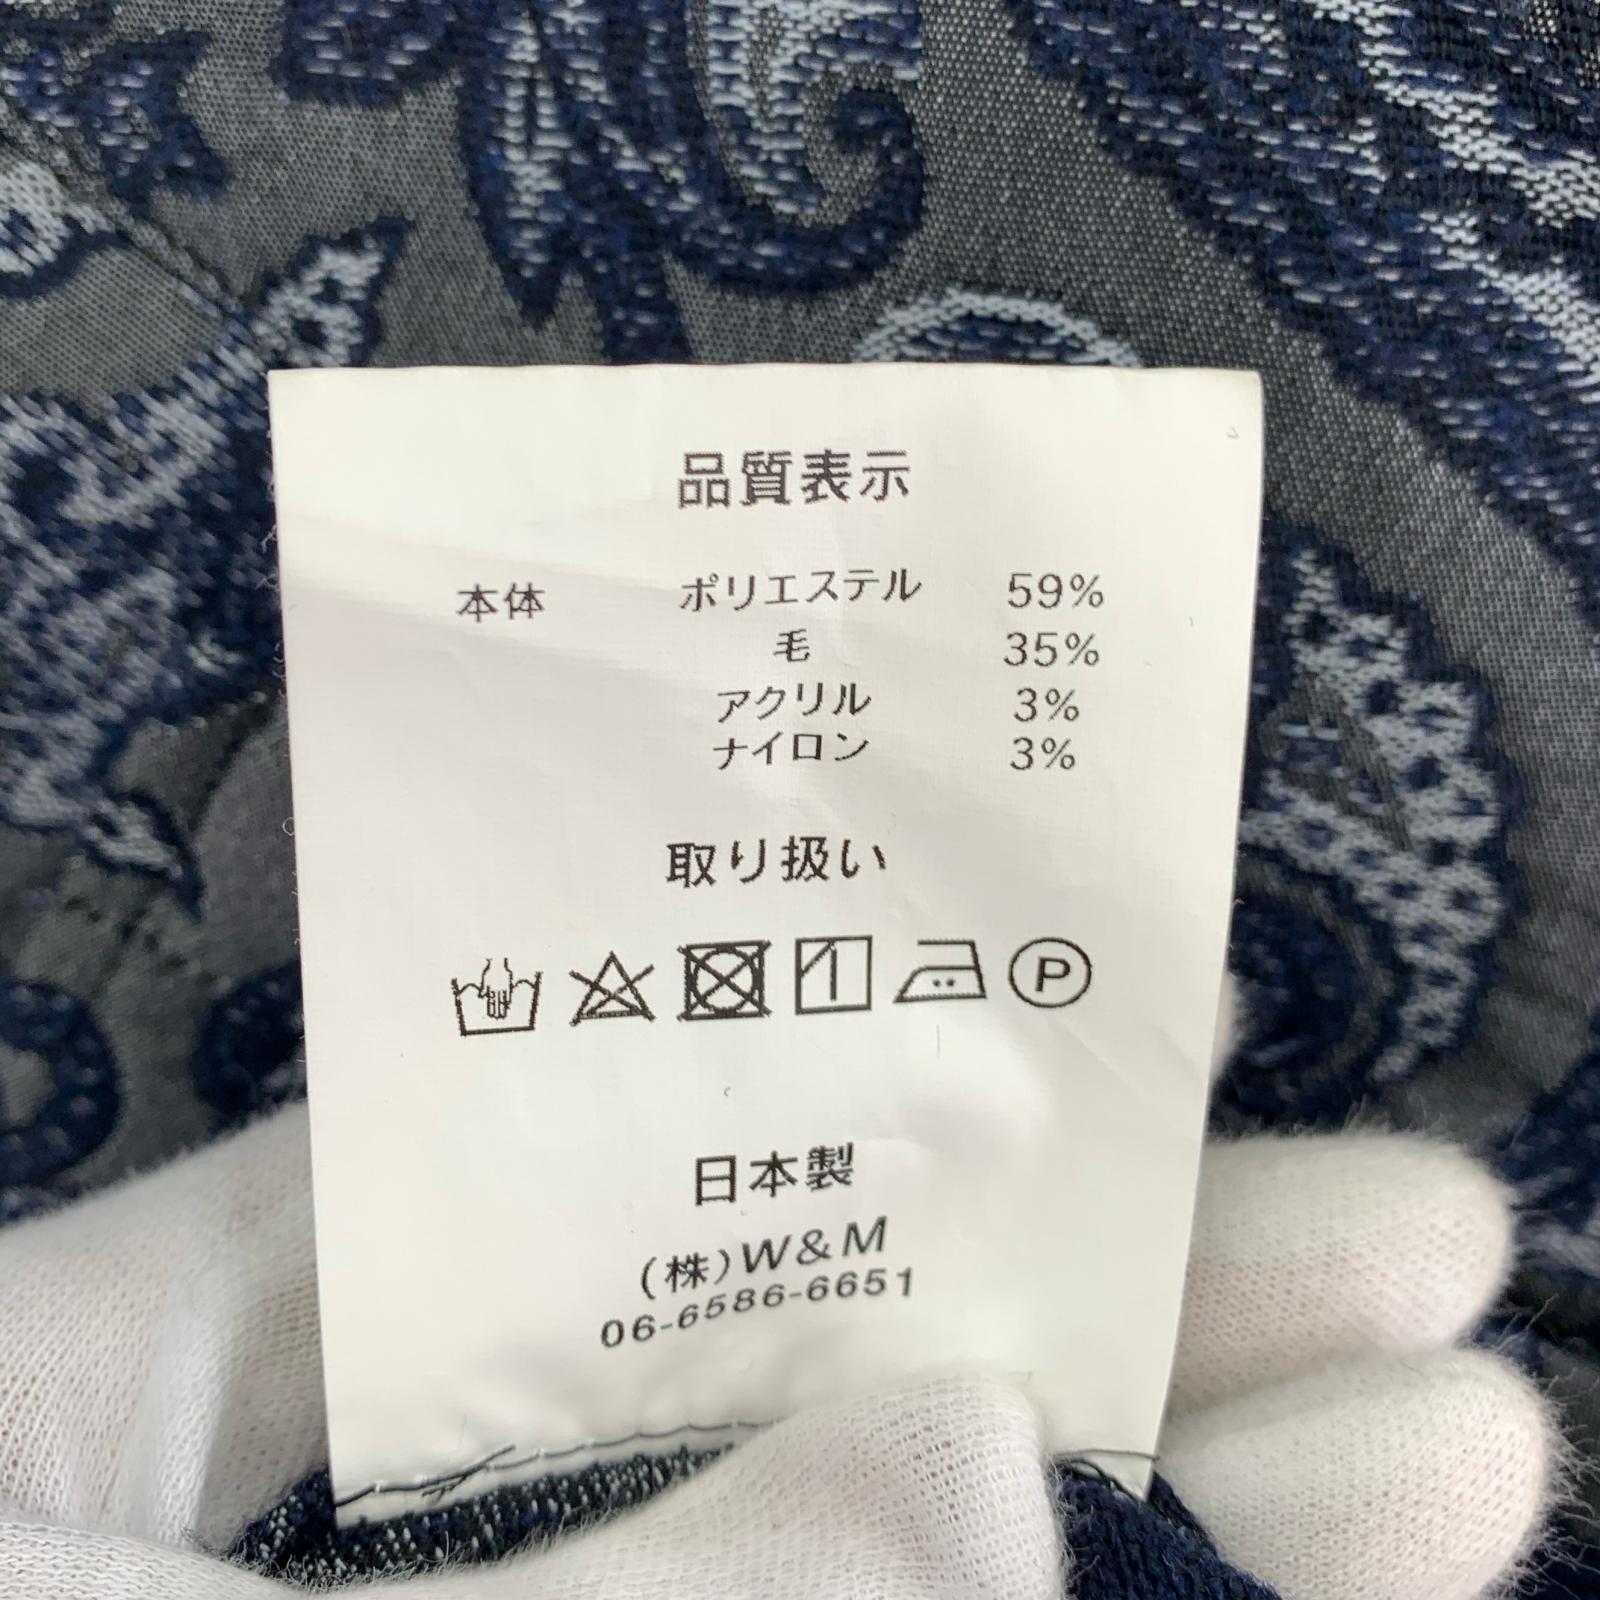 品質表示
本体 ポリエステル 59%
毛 35%
アクリル 3%
ナイロン 3%
取り扱い
P
日本製
(株)W&M
06-6586-6651